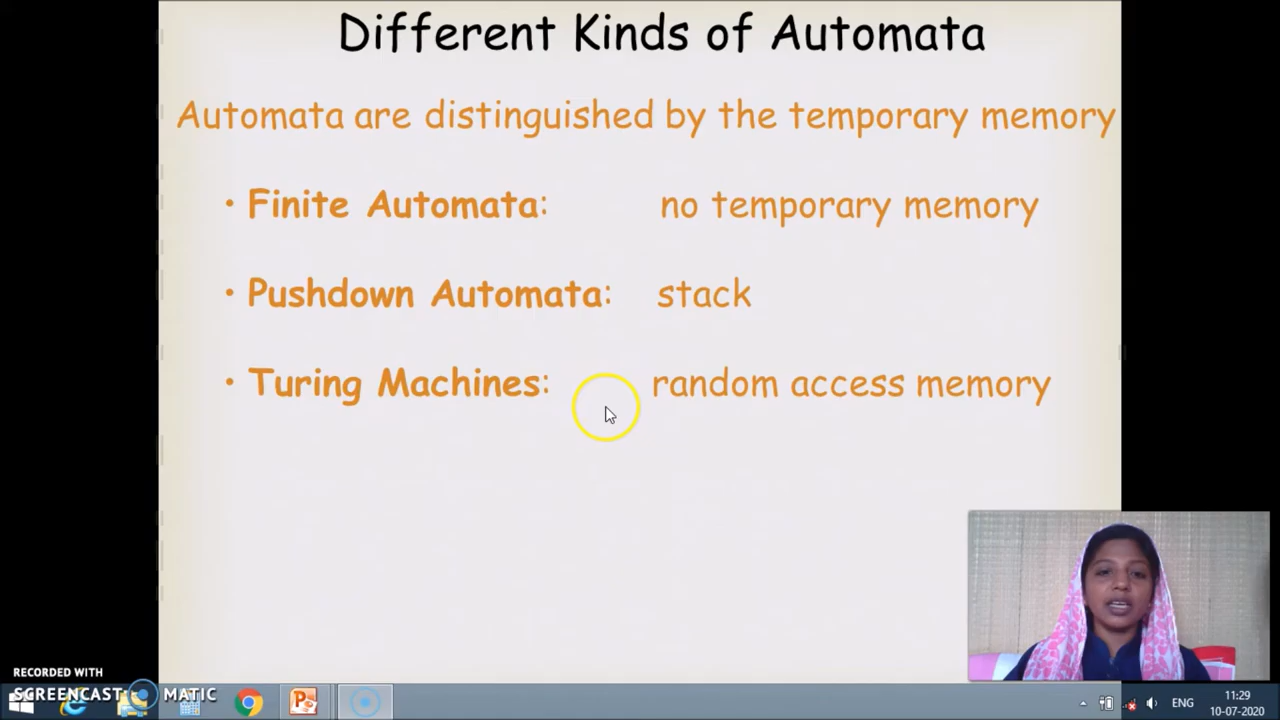 Different Kinds of Automata
Automata are distinguished by the temporary memory
• Finite Automata: no temporary memory
• Pushdown Automata: stack
• Turing Machines: random access memory
RECORDED WITH
SCREENCAST MATIC
ENG
11:29
10-07-2020